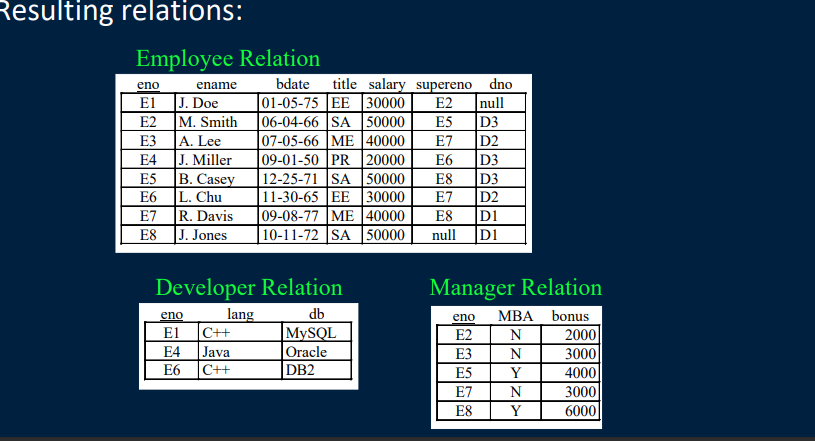 Resulting relations:
Employee Relation
eno ename bdate title salary supereno dno
E1 J. Doe 01-05-75 EE 30000 E2 null
E2 M. Smith 06-04-66 SA 50000 E5 D3
E3 A. Lee 07-05-66 ME 40000 E7 D2
E4 J. Miller 09-01-50 PR 20000 E6 D3
E5 B. Casey 12-25-71 SA 50000 E8 D3
E6 L. Chu 11-30-65 EE 30000 E7 D2
E7 R. Davis 09-08-77 ME 40000 E8 D1
E8 J. Jones 10-11-72 SA 50000 null D1
Developer Relation
eno lang db
E1 C++ MySQL
E4 Java Oracle
E6 C++ DB2
Manager Relation
eno MBA bonus
E2 N 2000
E3 N 3000
E5 Y 4000
E7 N 3000
E8 Y 6000